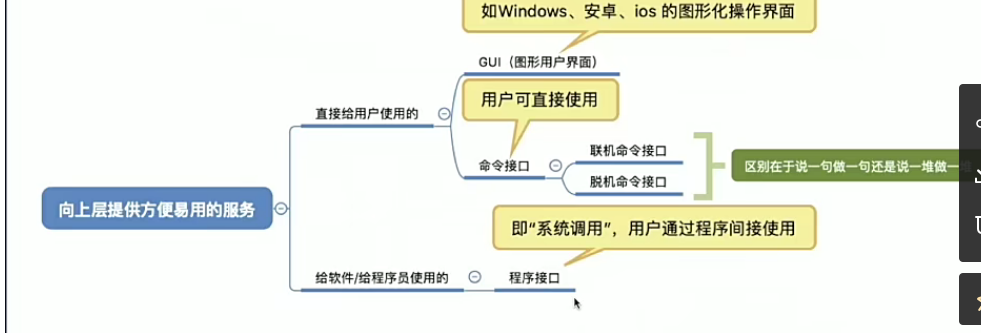 如Windows、安卓、ios 的图形化操作界面
GUI（图形用户界面）
用户可直接使用
直接给用户使用的
命令接口
联机命令接口
脱机命令接口
区别在于说一句做一句还是说一堆做一
向上层提供方便易用的服务
即“系统调用”，用户通过程序间接使用
给软件/给程序员使用的
程序接口